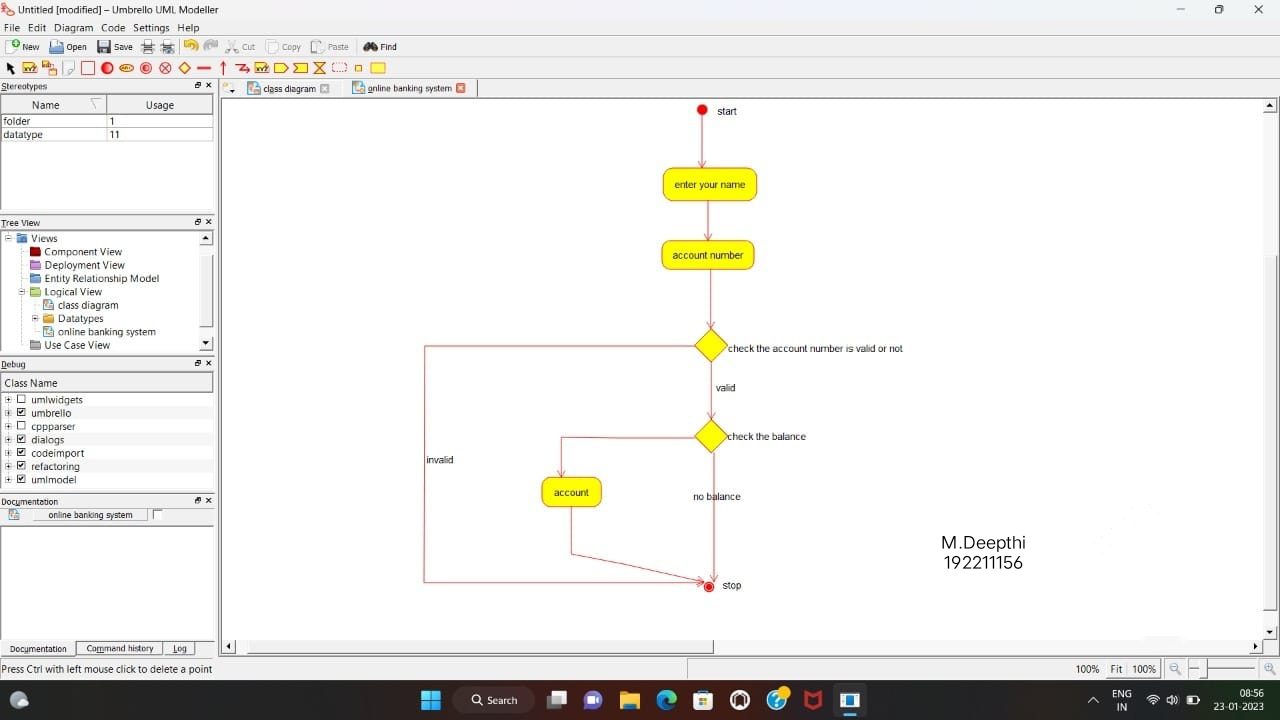 Untitled [modified] – Umbrello UML Modeller
File Edit Diagram Code Settings Help
New Open Save Cut Copy Paste Find
Stereotypes
Name Usage
folder 1
datatype 11
Tree View
Views
Component View
Deployment View
Entity Relationship Model
Logical View
class diagram
Datatypes
online banking system
Use Case View
Debug
Class Name
umlwidgets
umbrello
cppparser
dialogs
codeimport
refactoring
umlmodel
Documentation
online banking system
Documentation Command history Log
class diagram online banking system
start
enter your name
account number
check the account number is valid or not
valid
check the balance
invalid
account
no balance
stop
M.Deepthi
192211156
Press Ctrl with left mouse click to delete a point
100% Fit 100%
Search
ENG
IN
08:56
23-01-2023